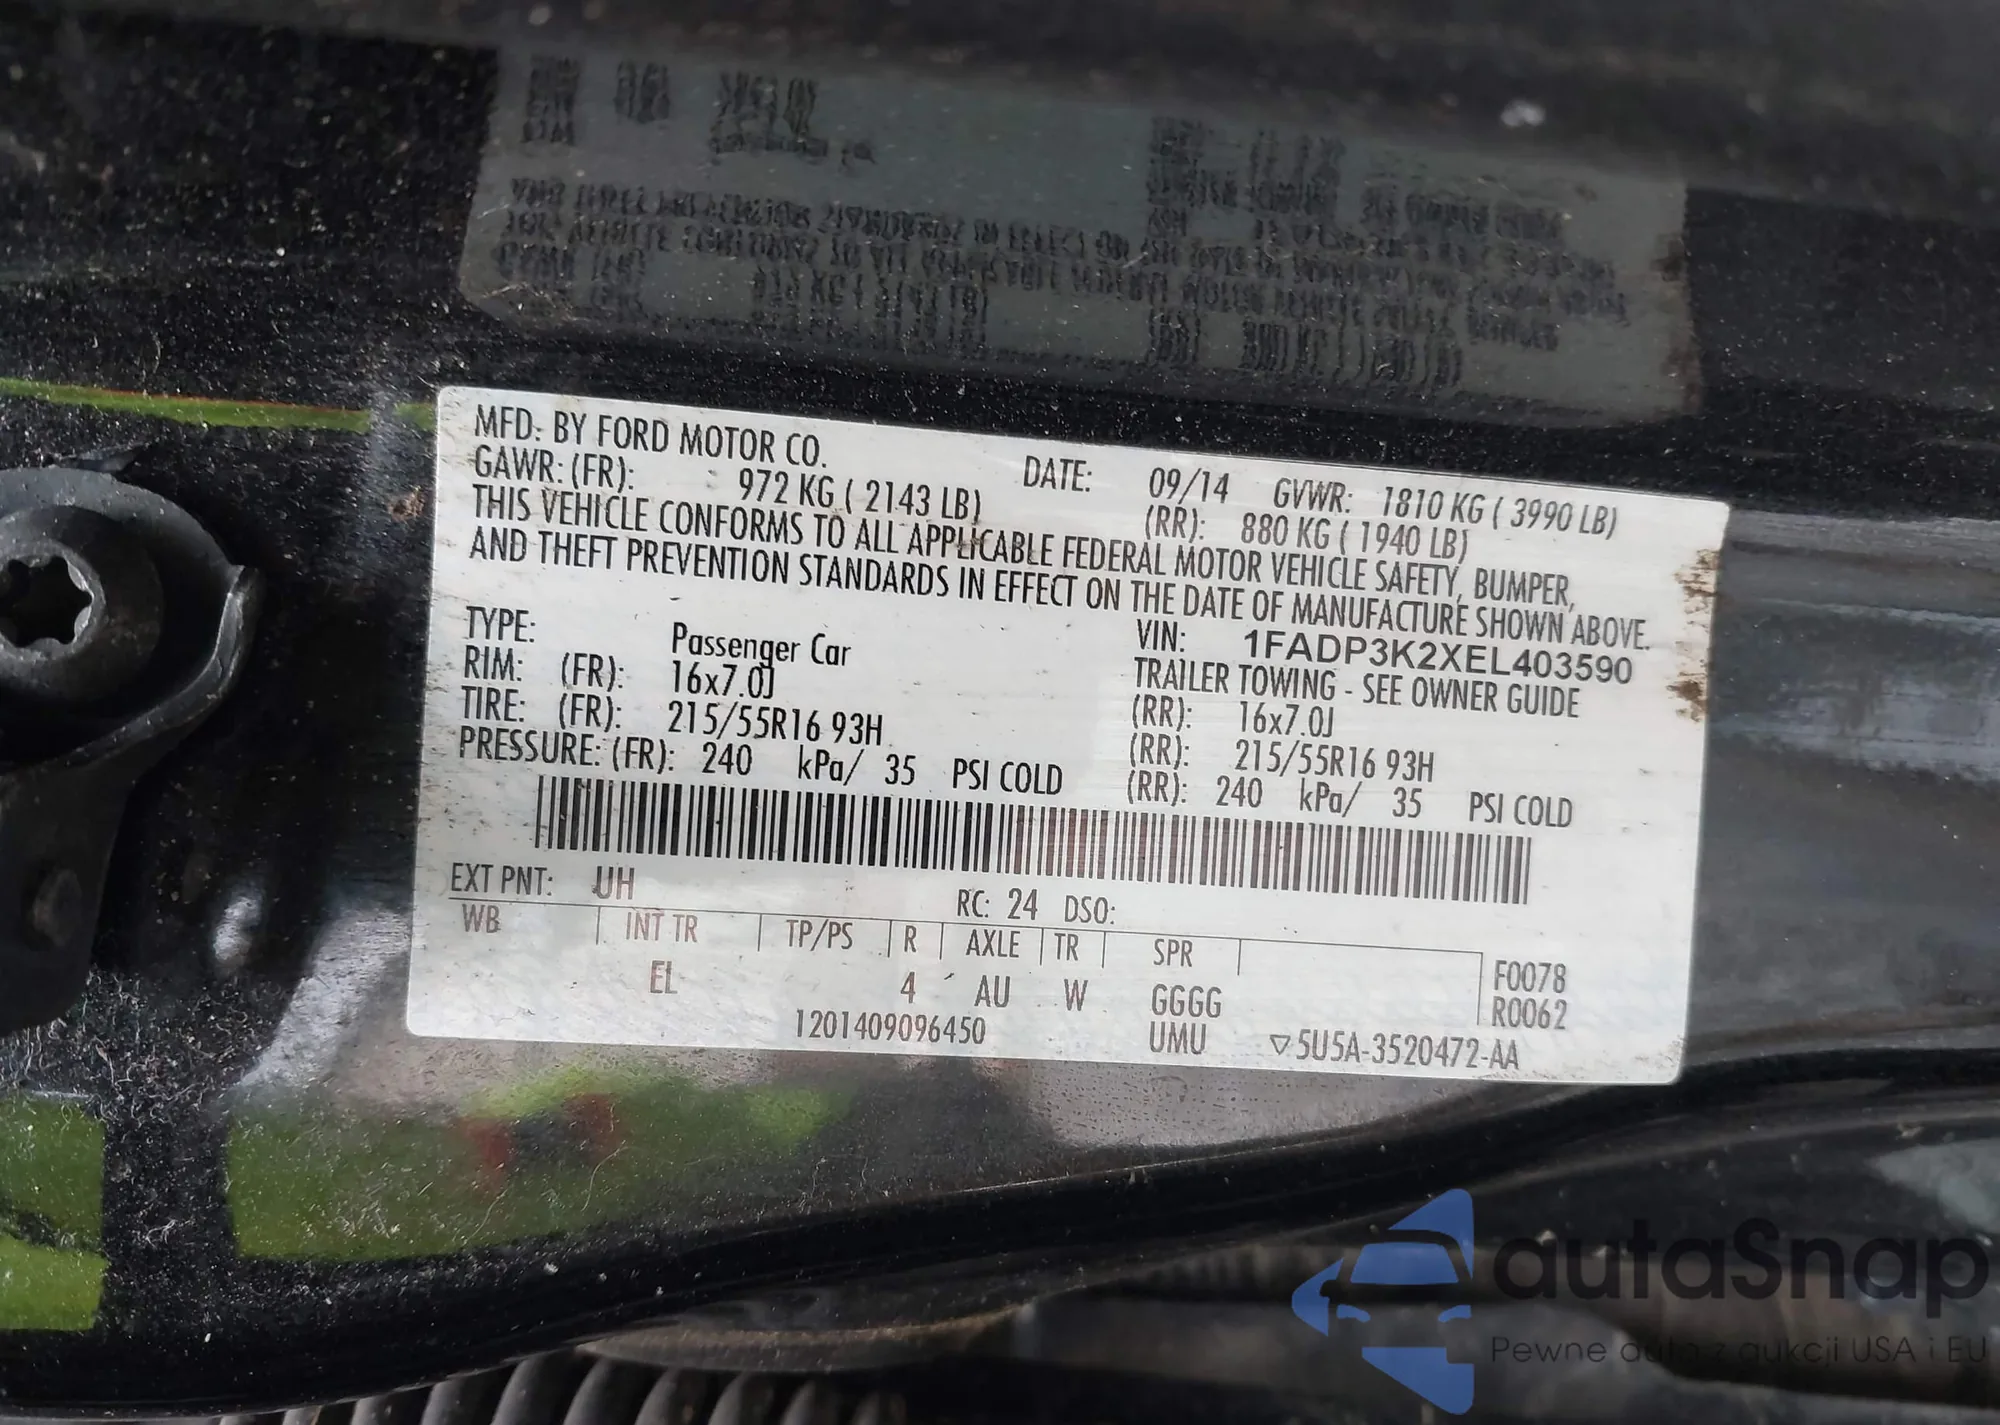 MFD. BY FORD MOTOR CO.
DATE: 09/14 GVWR: 1810 KG ( 3990 LB)
GAWR: (FR): 972 KG ( 2143 LB) (RR): 880 KG ( 1940 LB)
THIS VEHICLE CONFORMS TO ALL APPLICABLE FEDERAL MOTOR VEHICLE SAFETY, BUMPER,
AND THEFT PREVENTION STANDARDS IN EFFECT ON THE DATE OF MANUFACTURE SHOWN ABOVE.
VIN: 1FADP3K2XEL403590
TYPE: Passenger Car TRAILER TOWING - SEE OWNER GUIDE
RIM: (FR): 16x7.0J (RR): 16x7.0J
TIRE: (FR): 215/55R16 93H (RR): 215/55R16 93H
PRESSURE: (FR): 240 kPa/ 35 PSI COLD (RR): 240 kPa/ 35 PSI COLD
EXT PNT: UH RC: 24 DSO:
WB INT TR TP/PS R AXLE TR SPR F0078
EL 4 AU W GGGG R0062
1201409096450 UMU ▽5U5A-3520472-AA
autaSnap
Pewne auta z aukcji USA i EU